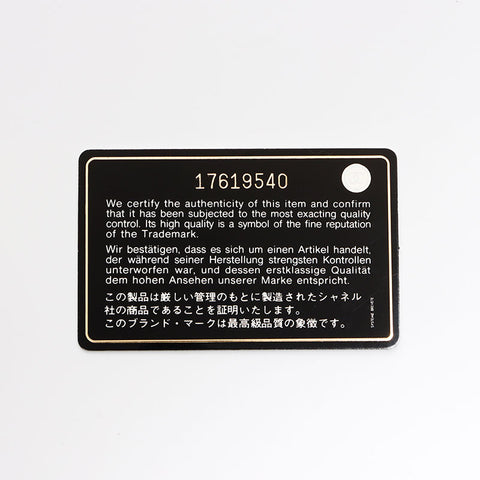 17619540
We certify the authenticity of this item and confirm
that it has been subjected to the most exacting quality
control. Its high quality is a symbol of the fine reputation
of the Trademark.
Wir bestätigen, dass es sich um einen Artikel handelt,
der während seiner Herstellung strengsten Kontrollen
unterworfen war, und dessen erstklassige Qualität
dem hohen Ansehen unserer Marke entspricht.
この製品は厳しい管理のもとに製造されたシャネル
社の商品であることを証明いたします。
このブランド・マークは最高級品質の象徴です。